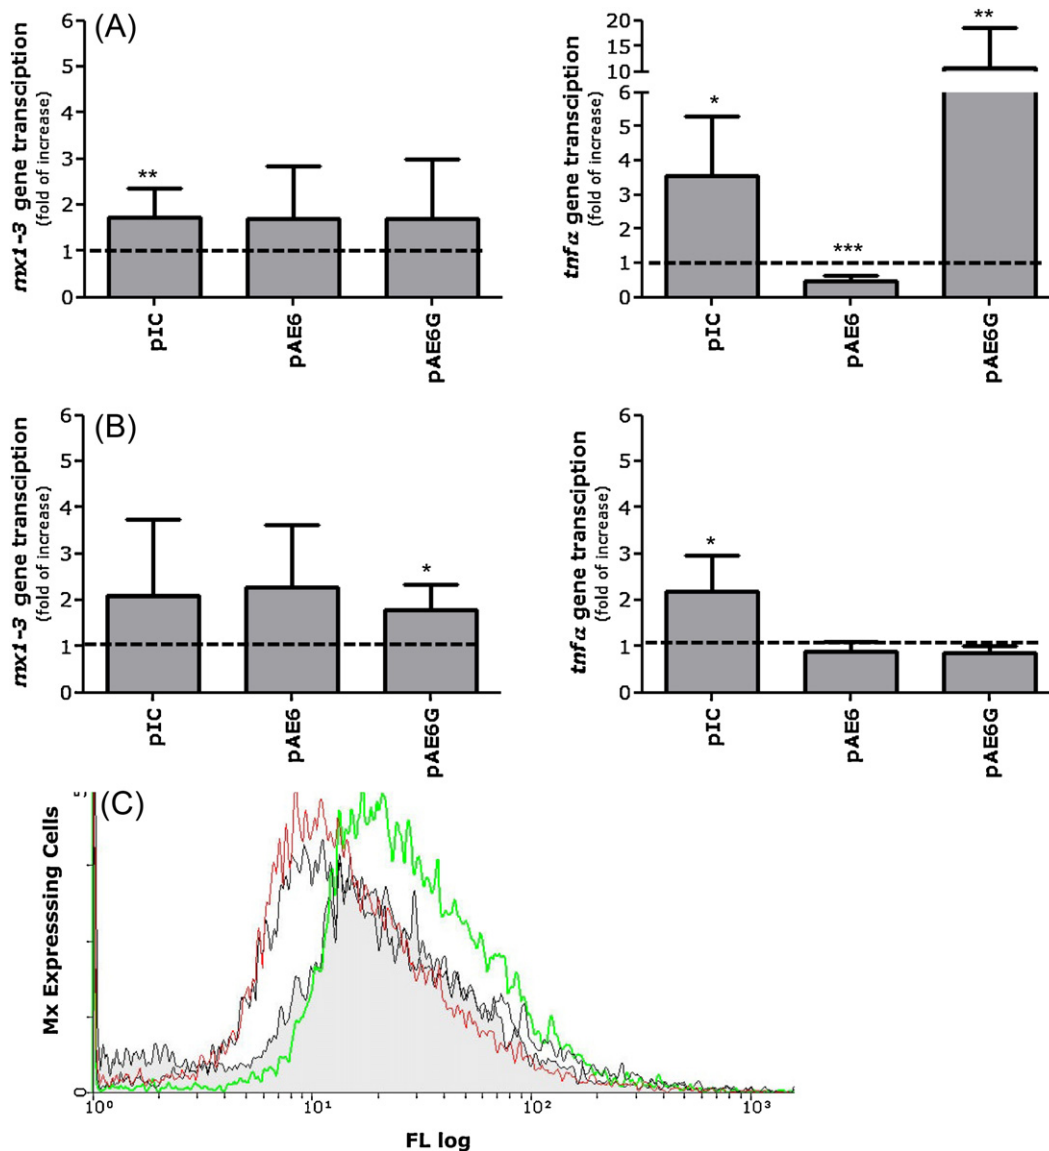 (A)
mx1-3 gene transciption
(fold of increase)
6
5
4
3
2
1
0
**
pIC
pAE6
pAE6G
tnfα gene transcription
(fold of increase)
20
15
10
6
5
4
3
2
1
0
*
***
**
pIC
pAE6
pAE6G
(B)
mx1-3 gene transciption
(fold of increase)
6
5
4
3
2
1
0
*
pIC
pAE6
pAE6G
tnfα gene transcription
(fold of increase)
6
5
4
3
2
1
0
*
pIC
pAE6
pAE6G
(C)
Mx Expresssing Cells
0
10⁰
10¹
10²
10³
FL log